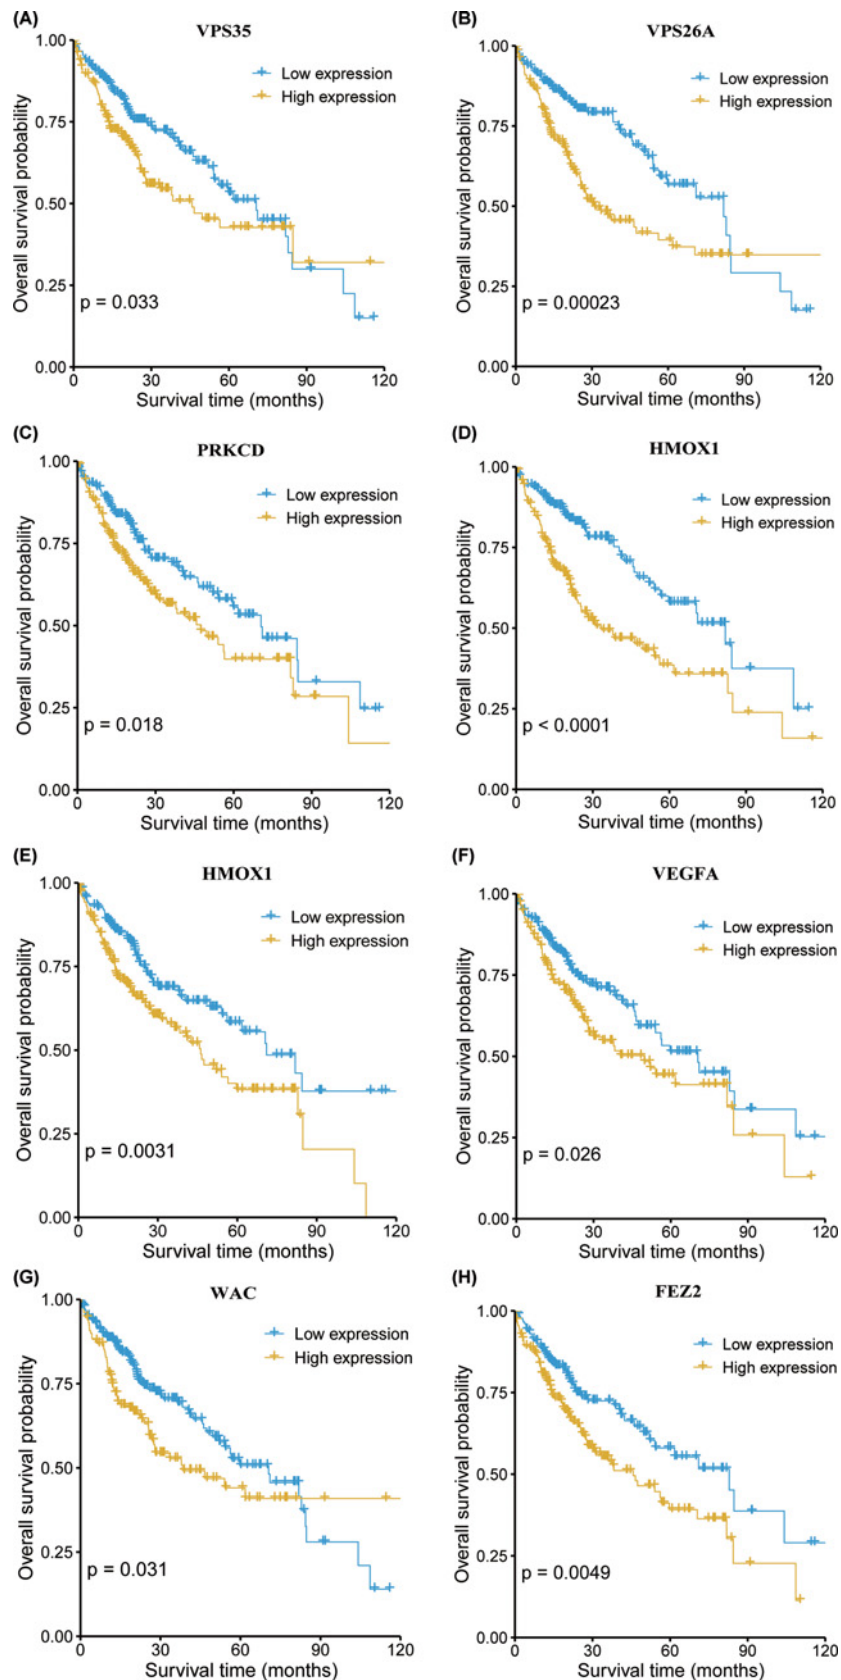 (A)
VPS35
Overall survival probability
1.00
0.75
0.50
0.25
0.00
Low expression
High expression
p = 0.033
0 30 60 90 120
Survival time (months)
(B)
VPS26A
Overall survival probability
1.00
0.75
0.50
0.25
0.00
Low expression
High expression
p = 0.00023
0 30 60 90 120
Survival time (months)
(C)
PRKCD
Overall survival probability
1.00
0.75
0.50
0.25
0.00
Low expression
High expression
p = 0.018
0 30 60 90 120
Survival time (months)
(D)
HMOX1
Overall survival probability
1.00
0.75
0.50
0.25
0.00
Low expression
High expression
p < 0.0001
0 30 60 90 120
Survival time (months)
(E)
HMOX1
Overall survival probability
1.00
0.75
0.50
0.25
0.00
Low expression
High expression
p = 0.0031
0 30 60 90 120
Survival time (months)
(F)
VEGFA
Overall survival probability
1.00
0.75
0.50
0.25
0.00
Low expression
High expression
p = 0.026
0 30 60 90 120
Survival time (months)
(G)
WAC
Overall survival probability
1.00
0.75
0.50
0.25
0.00
Low expression
High expression
p = 0.031
0 30 60 90 120
Survival time (months)
(H)
FEZ2
Overall survival probability
1.00
0.75
0.50
0.25
0.00
Low expression
High expression
p = 0.0049
0 30 60 90 120
Survival time (months)